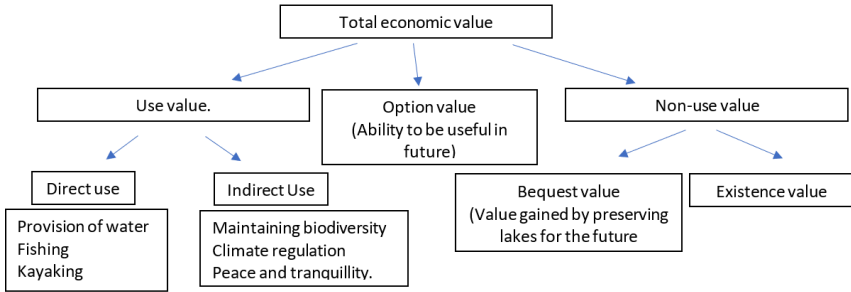 Total economic value
Use value.
Option value
(Ability to be useful in
future)
Non-use value
Direct use
Indirect Use
Bequest value
(Value gained by preserving
lakes for the future
Existence value
Provision of water
Fishing
Kayaking
Maintaining biodiversity
Climate regulation
Peace and tranquillity.